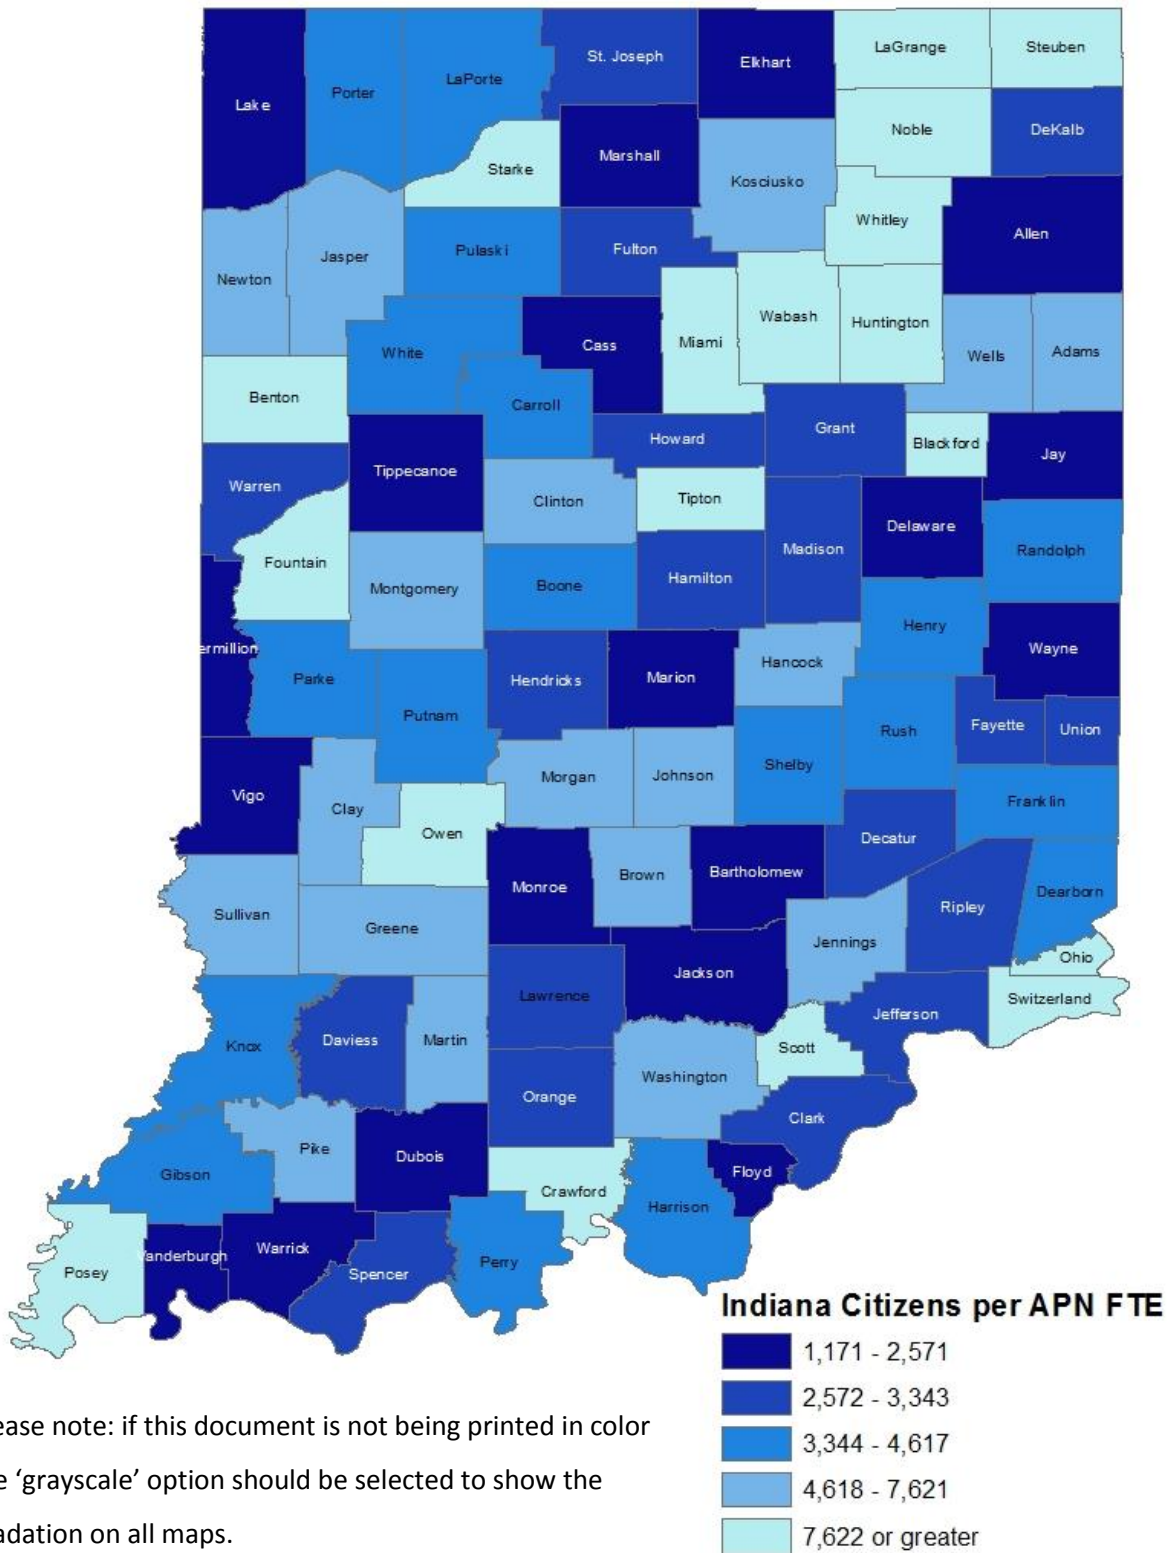 St. Joseph
Elkhart
LaGrange
Steuben
Lake
Porter
LaPorte
Noble
DeKalb
Starke
Marshall
Kosciusko
Whitley
Allen
Newton
Jasper
Pulaski
Fulton
White
Cass
Miami
Wabash
Huntington
Wells
Adams
Benton
Carroll
Howard
Grant
Blackford
Jay
Warren
Tippecanoe
Clinton
Tipton
Delaware
Fountain
Montgomery
Boone
Hamilton
Madison
Randolph
ermillion
Parke
Putnam
Hendricks
Marion
Hancock
Henry
Wayne
Rush
Fayette
Union
Vigo
Clay
Morgan
Johnson
Shelby
Franklin
Owen
Decatur
Monroe
Brown
Bartholomew
Dearborn
Sullivan
Greene
Jennings
Ripley
Ohio
Jackson
Switzerland
Knox
Daviess
Martin
Lawrence
Scott
Jefferson
Washington
Orange
Clark
Gibson
Pike
Dubois
Crawford
Floyd
Harrison
Posey
Vanderburgh
Warrick
Spencer
Perry
Indiana Citizens per APN FTE
1,171 - 2,571
2,572 - 3,343
3,344 - 4,617
4,618 - 7,621
7,622 or greater
ease note: if this document is not being printed in color
e ‘grayscale’ option should be selected to show the
adation on all maps.